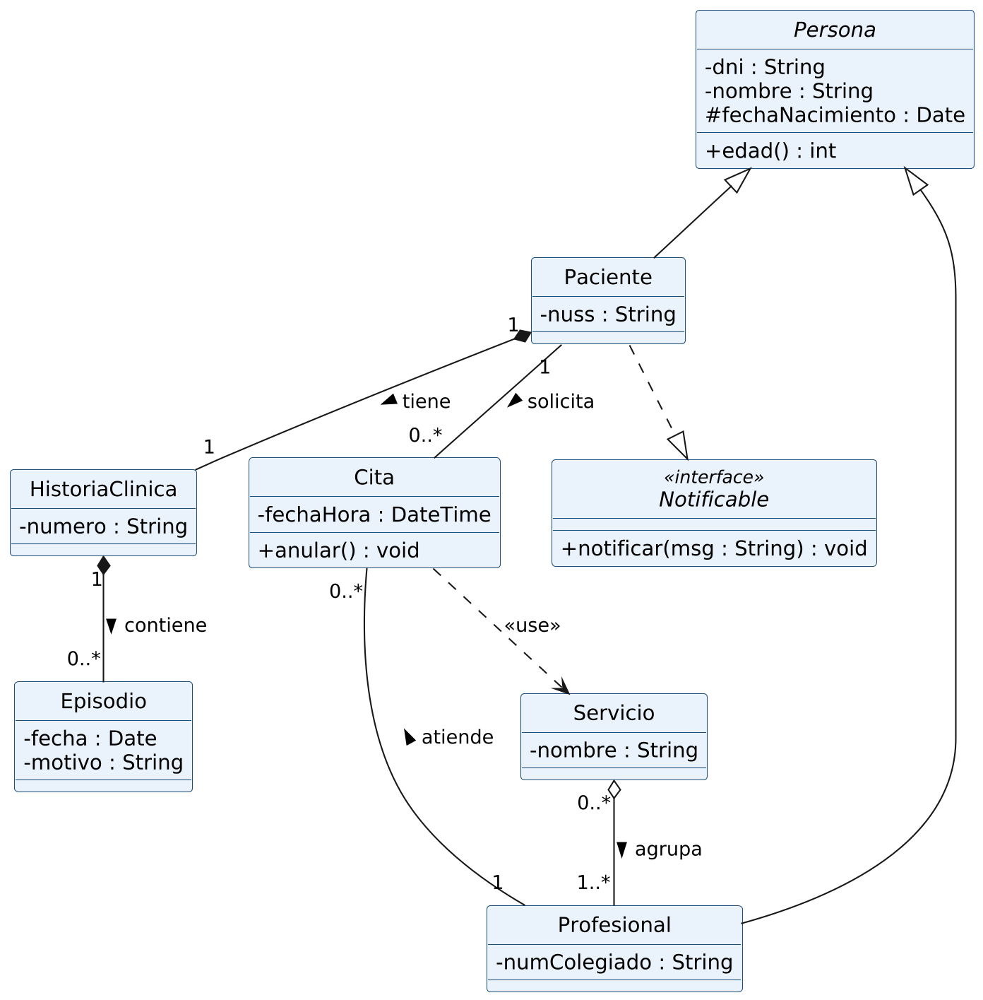 Persona
-dni : String
-nombre : String
#fechaNacimiento : Date
+edad() : int
Paciente
-nuss : String
1
1
tiene
solicita
1
0..*
HistoriaClinica
-numero : String
Cita
-fechaHora : DateTime
+anular() : void
«interface»
Notificable
+notificar(msg : String) : void
1
contiene
0..*
0..*
«use»
Episodio
-fecha : Date
-motivo : String
atiende
Servicio
-nombre : String
0..*
agrupa
1
1..*
Profesional
-numColegiado : String